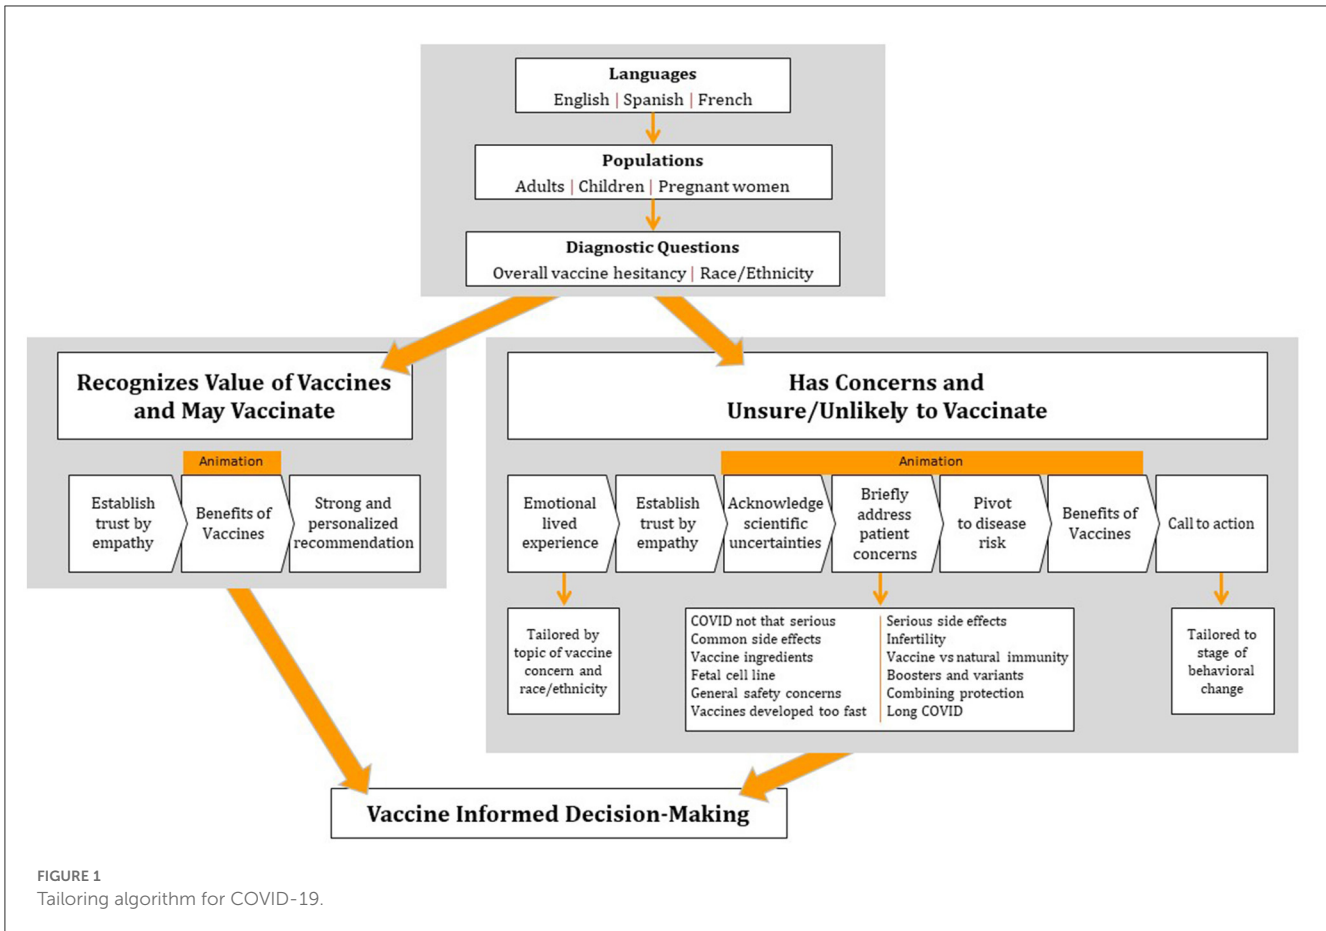 Languages
English | Spanish | French
Populations
Adults | Children | Pregnant women
Diagnostic Questions
Overall vaccine hesitancy | Race/Ethnicity
Recognizes Value of Vaccines
and May Vaccinate
Animation
Establish
trust by
empathy
Benefits of
Vaccines
Strong and
personalized
recommendation
Has Concerns and
Unsure/Unlikely to Vaccinate
Animation
Emotional
lived
experience
Establish
trust by
empathy
Acknowledge
scientific
uncertainties
Briefly
address
patient
concerns
Pivot
to disease
risk
Benefits of
Vaccines
Call to action
Tailored by
topic of vaccine
concern and
race/ethnicity
COVID not that serious
Common side effects
Vaccine ingredients
Fetal cell line
General safety concerns
Vaccines developed too fast
Serious side effects
Infertility
Vaccine vs natural immunity
Boosters and variants
Combining protection
Long COVID
Tailored to
stage of
behavioral
change
Vaccine Informed Decision-Making
FIGURE 1
Tailoring algorithm for COVID-19.